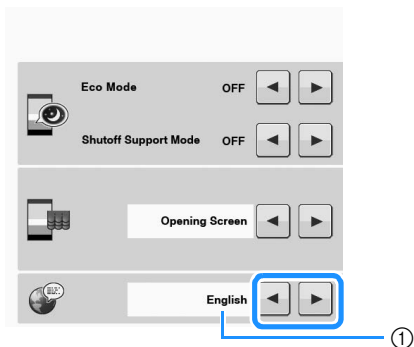 Eco Mode OFF
Shutoff Support Mode OFF
Opening Screen
English
①